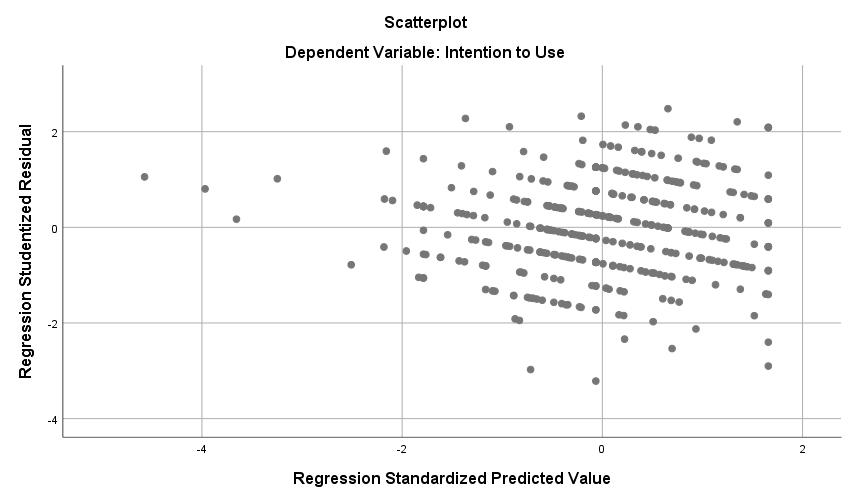 Scatterplot
Dependent Variable: Intention to Use
Regression Studentized Residual
2
0
-2
-4
-4
-2
0
2
Regression Standardized Predicted Value